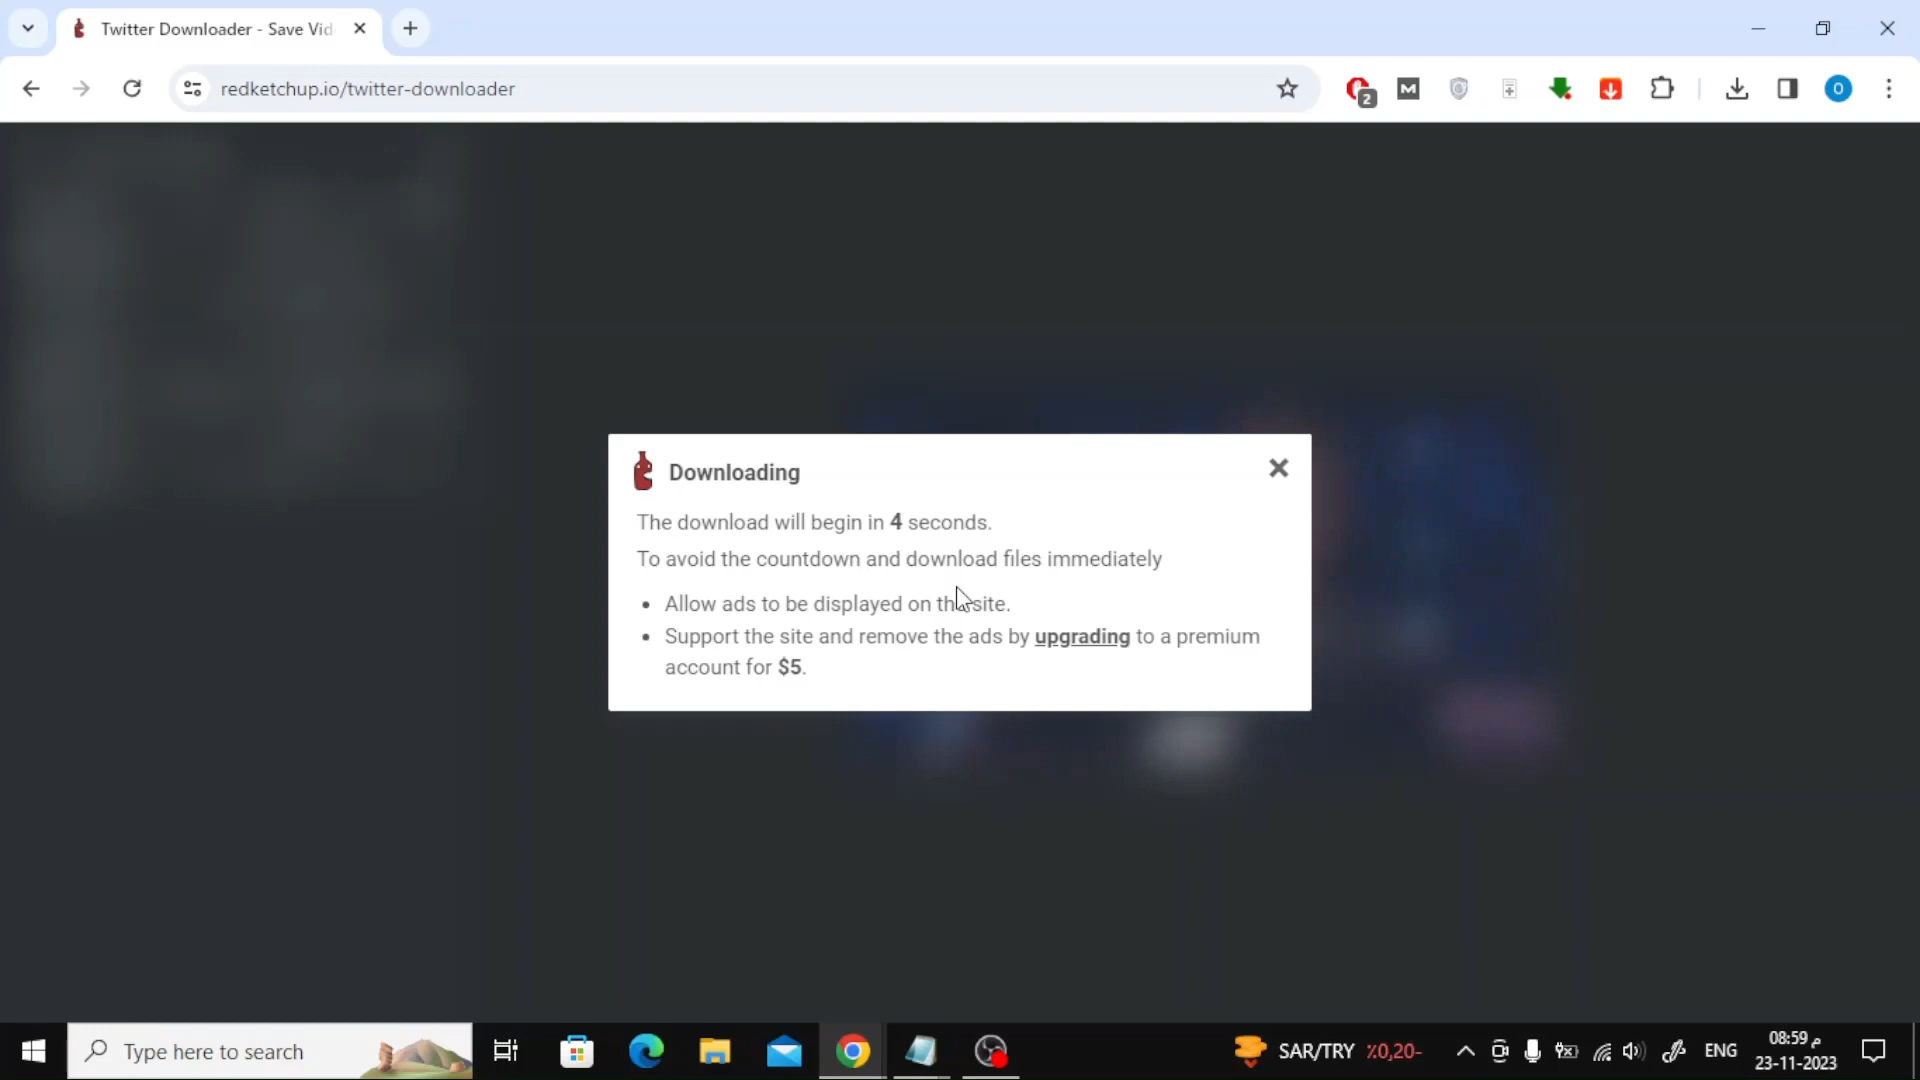 Twitter Downloader - Save Vid
redketchup.io/twitter-downloader
2
O
Downloading
The download will begin in 4 seconds.
To avoid the countdown and download files immediately
Allow ads to be displayed on site.
Support the site and remove the ads by upgrading to a premium
account for $5.
Type here to search
SAR/TRY
٪0,20-
ENG
08:59 م
23-11-2023